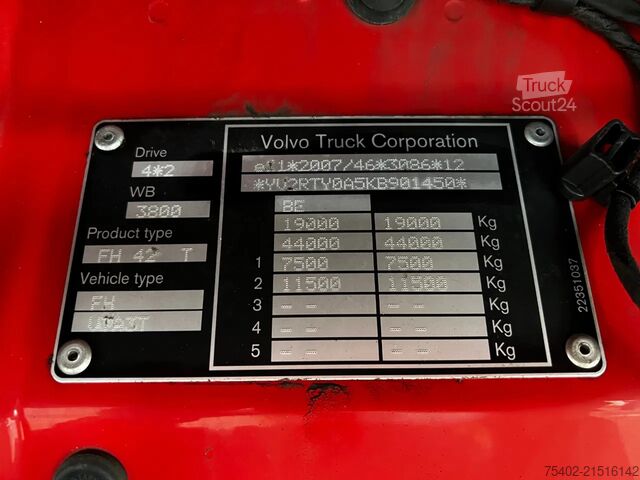 Truck
Scout24
Volvo Truck Corporation
e11*2007/46*3086*12
*YV2RTY0A5KB901450*
Drive
4*2
WB
3800
Product type
FH 42 T
Vehicle type
FH
BE
19000 19000 Kg
44000 44000 Kg
1 7500 7500 Kg
2 11500 11500 Kg
3 -- -- Kg
4 -- -- Kg
5 -- -- Kg
22351037
75402-21516142